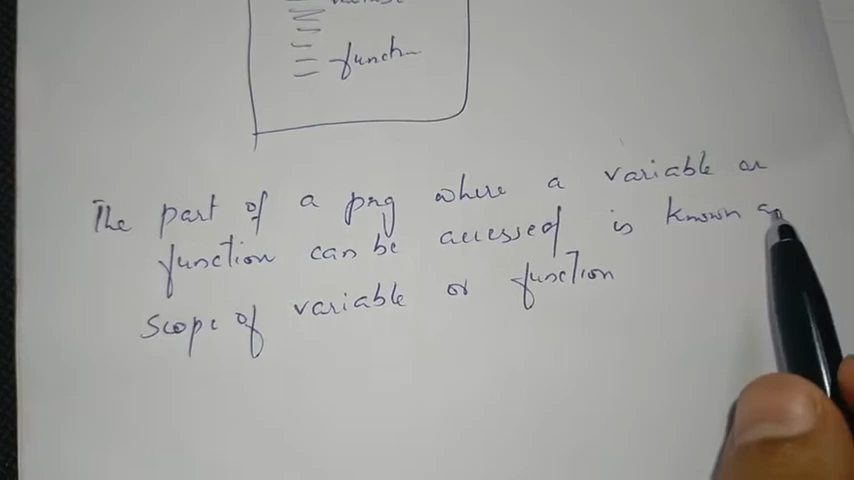 funct
The part of a prg where a variable or
function can be accessed is known as
scope of variable or function